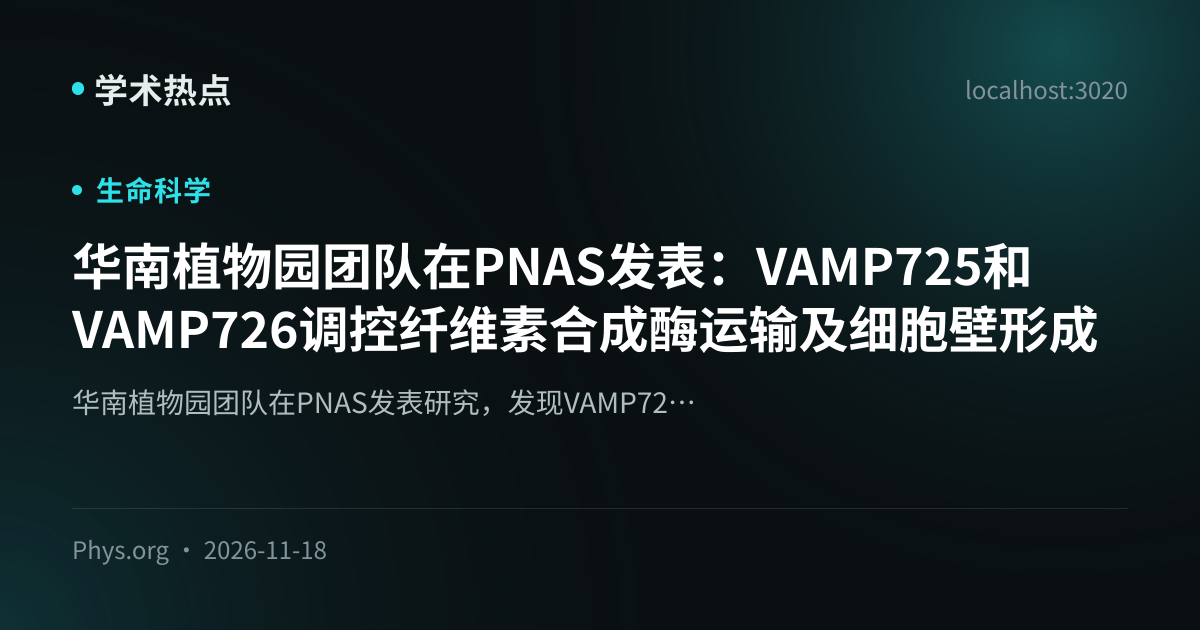 学术热点
localhost:3020
生命科学
华南植物园团队在PNAS发表：VAMP725和
VAMP726调控纤维素合成酶运输及细胞壁形成
华南植物园团队在PNAS发表研究，发现VAMP72…
Phys.org • 2026-11-18